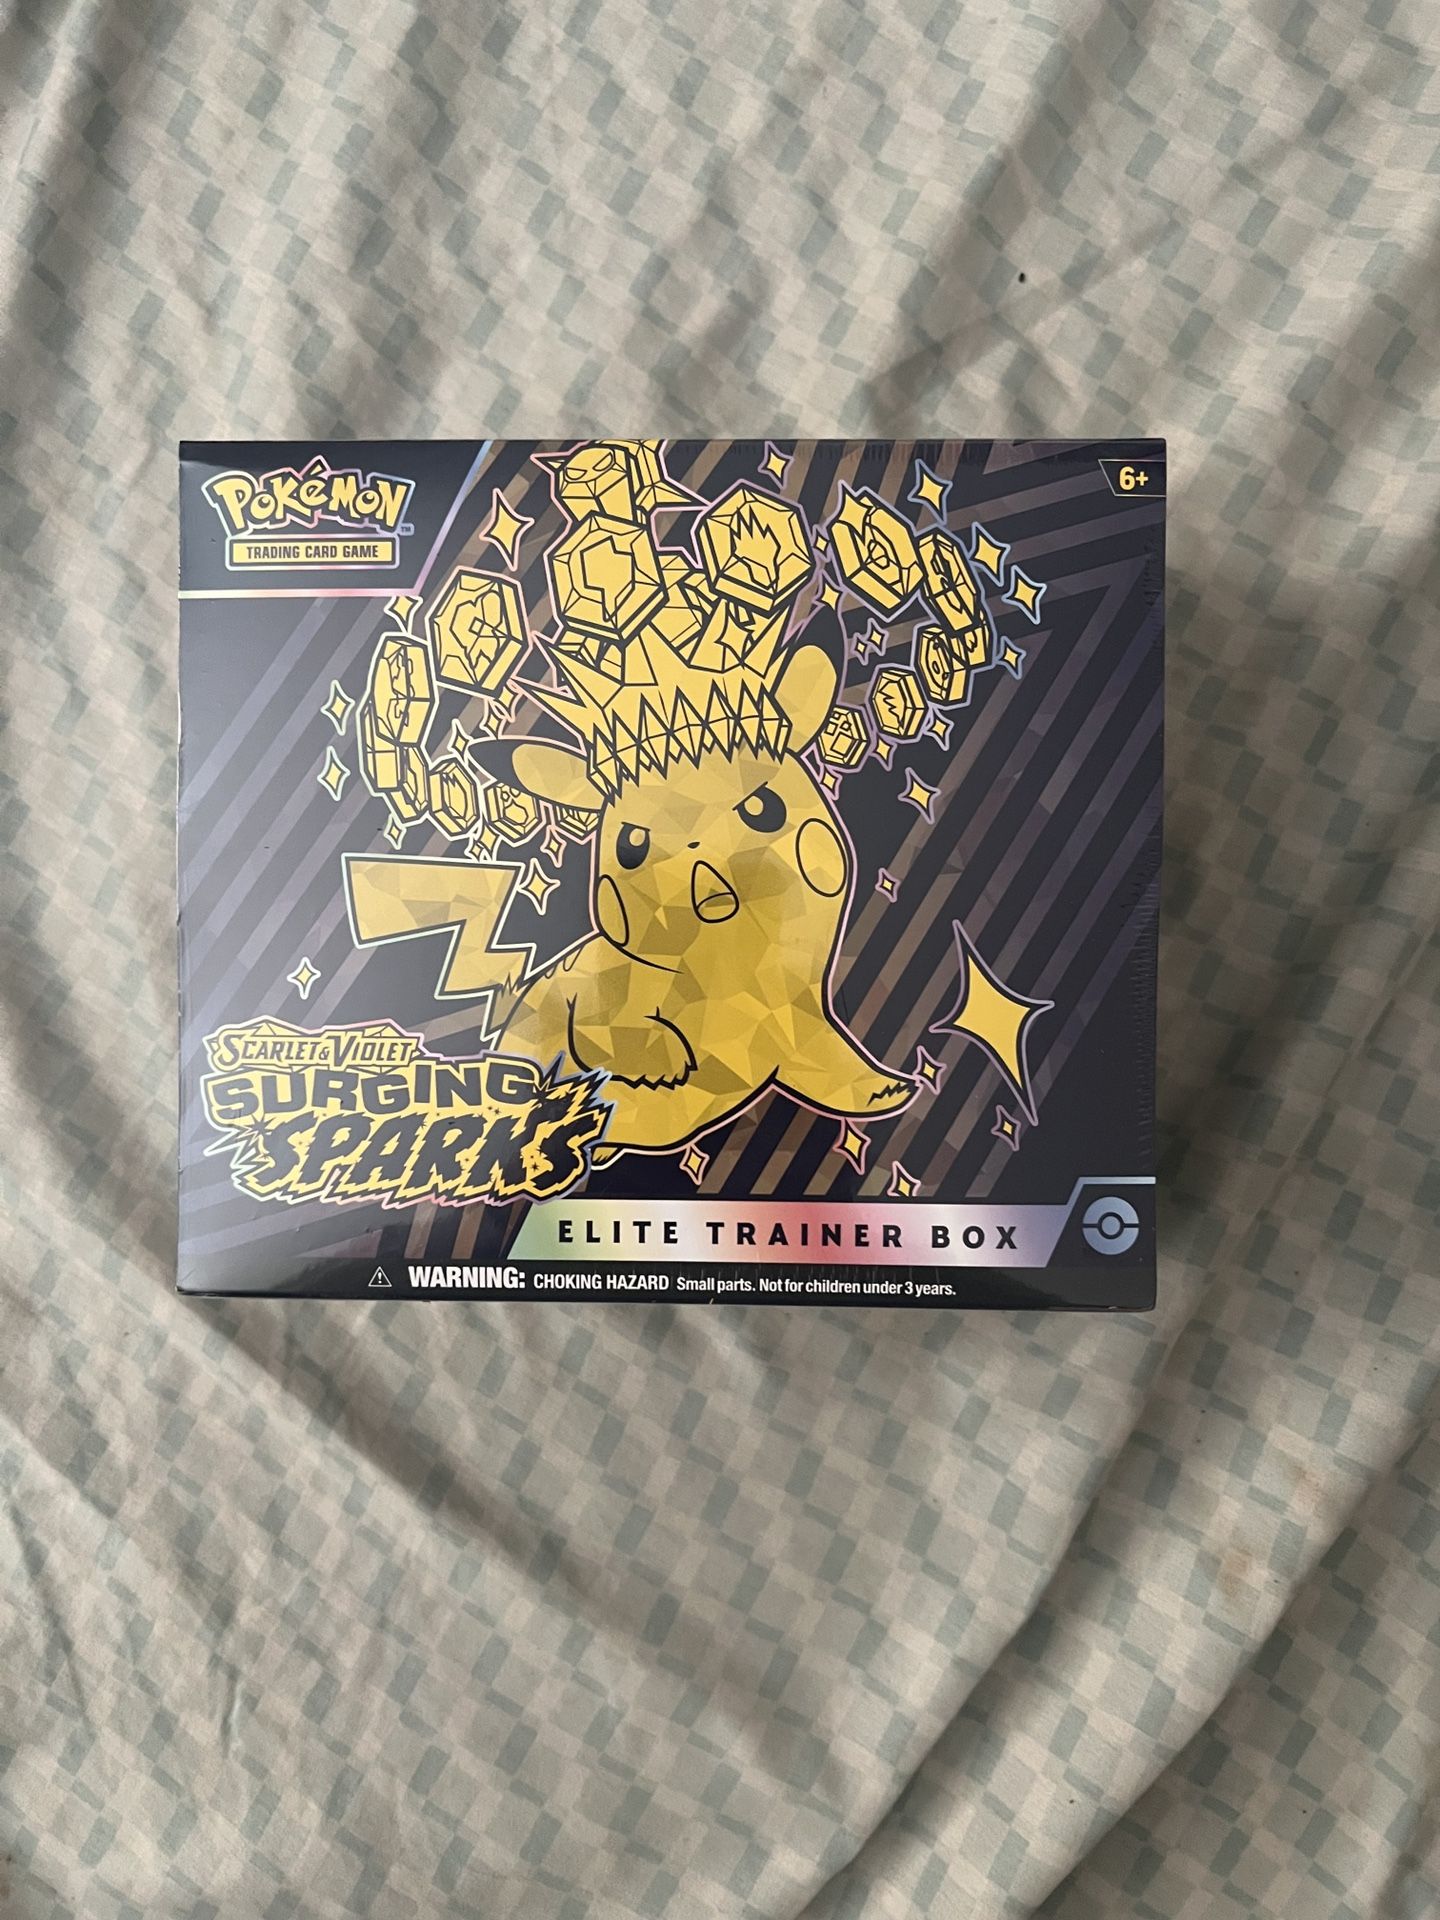 POKéMON™
TRADING CARD GAME
6+
SCARLET & VIOLET
SURGING
SPARKS
ELITE TRAINER BOX
WARNING: CHOKING HAZARD Small parts. Not for children under 3 years.